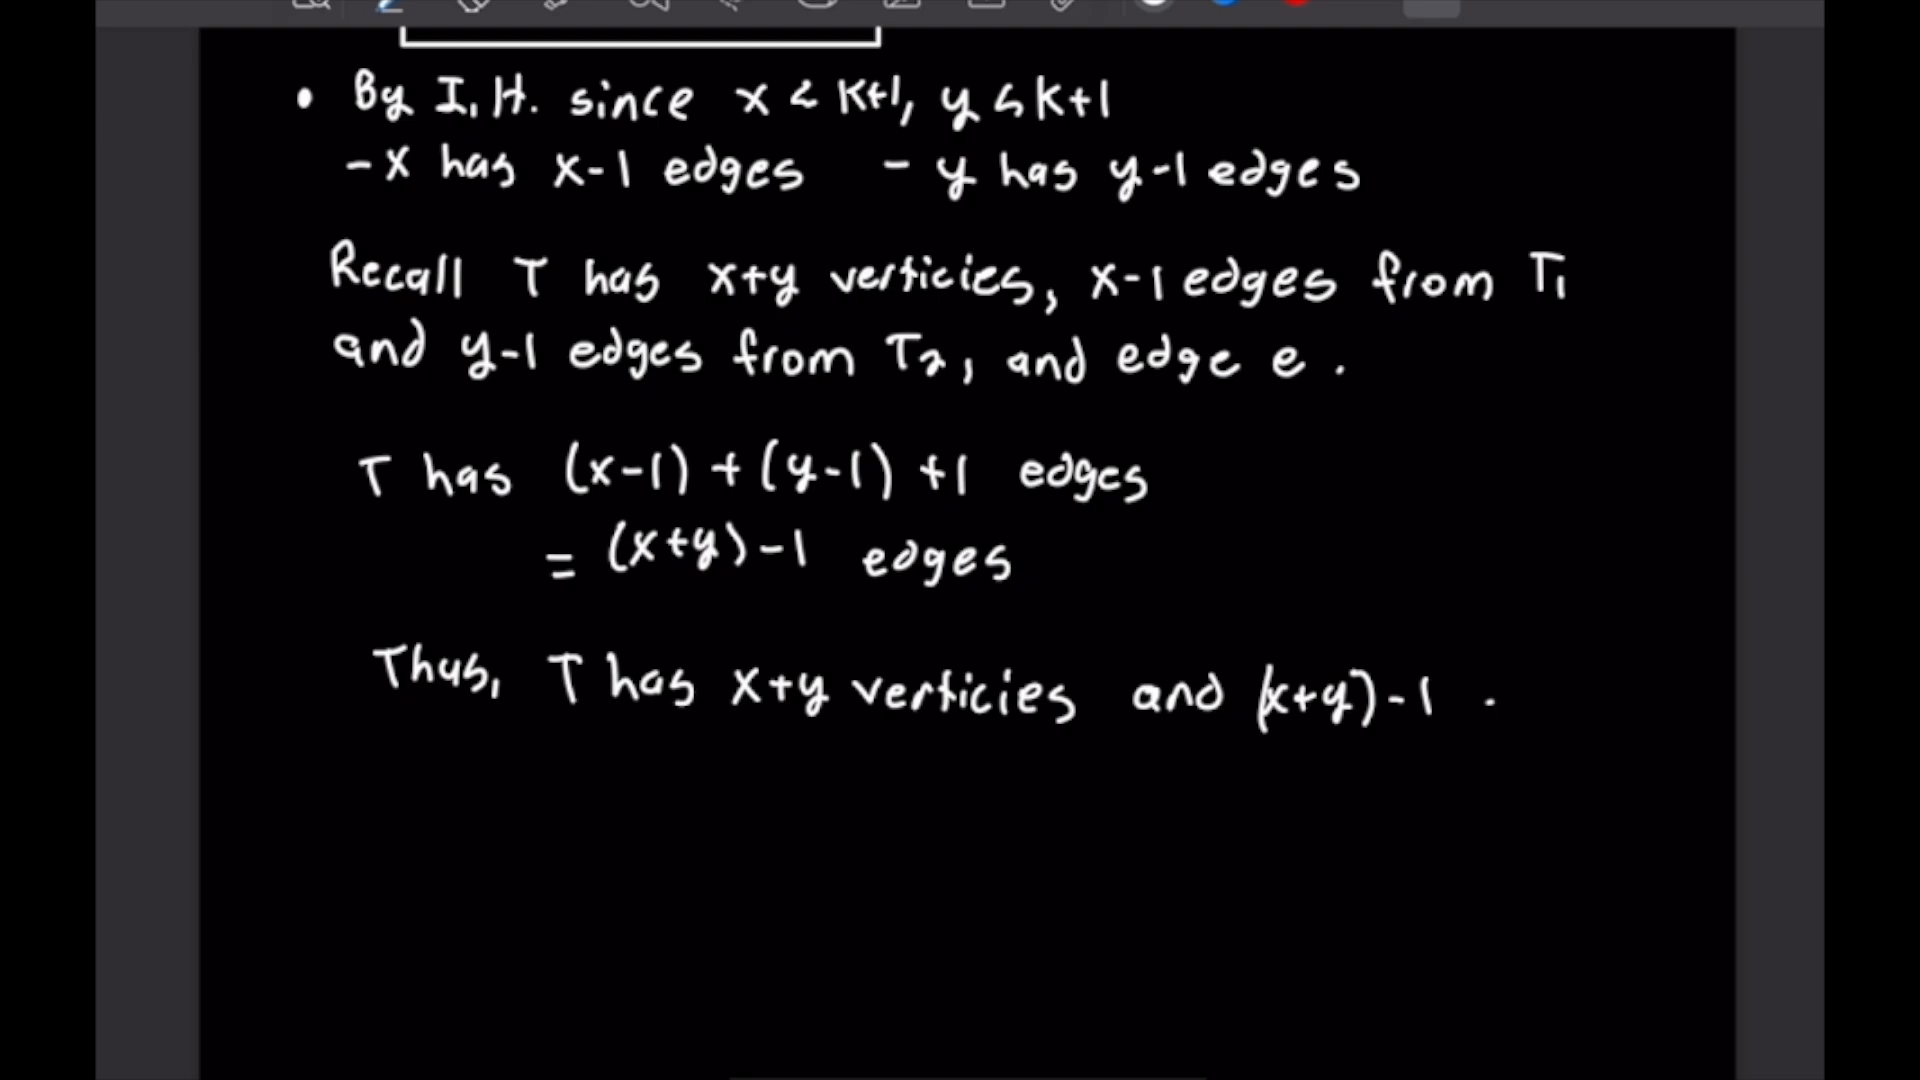 • By I.H. since x < k+1, y < k+1
- x has x-1 edges - y has y-1 edges
Recall T has x+y verticies, x-1 edges from T₁
and y-1 edges from T₂, and edge e.
T has (x-1) + (y-1) +1 edges
= (x+y) -1 edges
Thus, T has x+y verticies and (x+y)-1 .